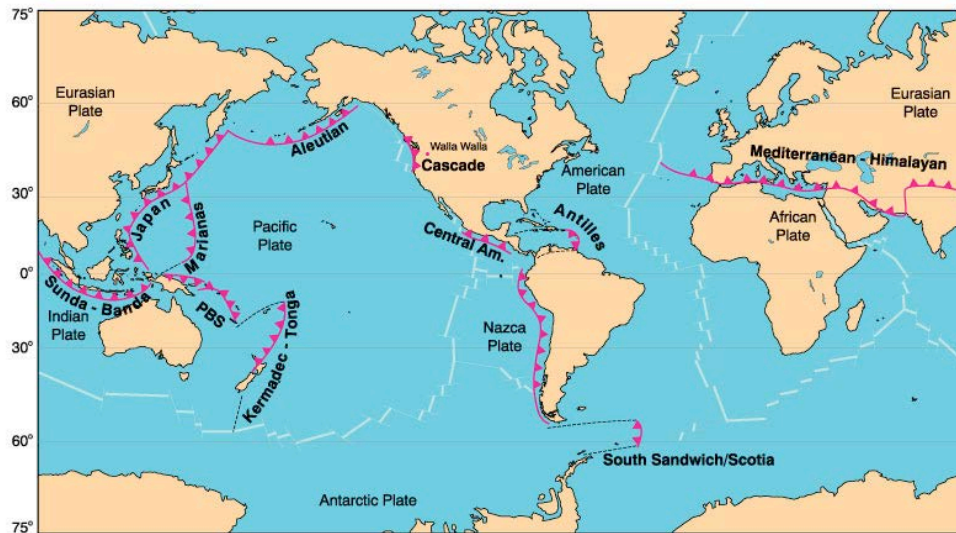 75°
60°
30°
0°
30°
60°
75°
Eurasian
Plate
Aleutian
Walla Walla
Cascade
American
Plate
Mediterranean - Himalayan
Eurasian
Plate
Japan
Marianas
Pacific
Plate
Central Am.
Antilles
African
Plate
Sunda - Banda
Indian
Plate
PBS
Kermadec - Tonga
Nazca
Plate
South Sandwich/Scotia
Antarctic Plate